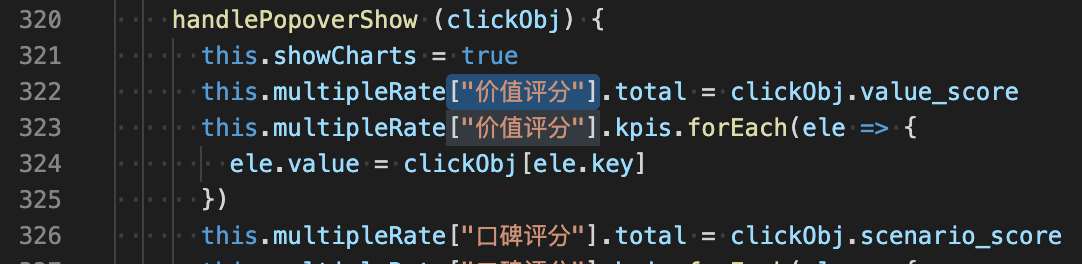 320 handlePopoverShow (clickObj) {
321 this.showCharts = true
322 this.multipleRate["价值评分"].total = clickObj.value_score
323 this.multipleRate["价值评分"].kpis.forEach(ele => {
324 ele.value = clickObj[ele.key]
325 })
326 this.multipleRate["口碑评分"].total = clickObj.scenario_score